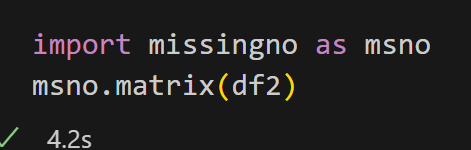 import missingno as msno
msno.matrix(df2)
4.2s